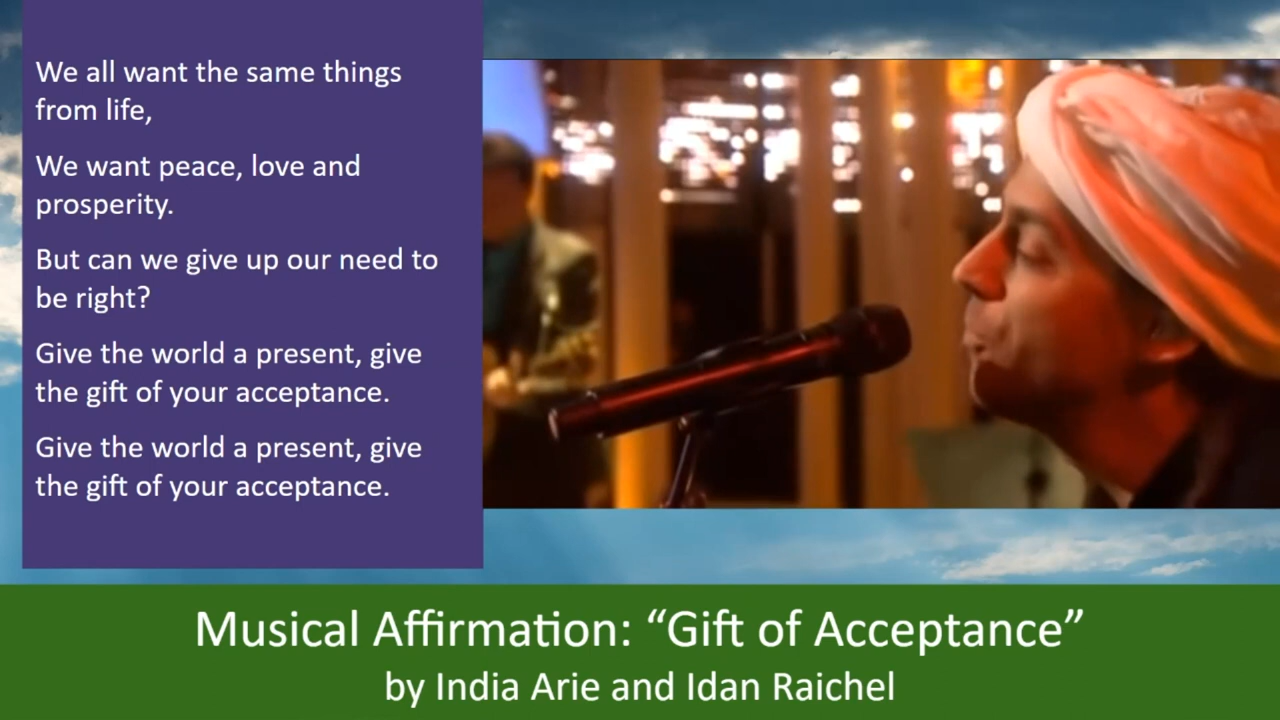 We all want the same things
from life,
We want peace, love and
prosperity.
But can we give up our need to
be right?
Give the world a present, give
the gift of your acceptance.
Give the world a present, give
the gift of your acceptance.
Musical Affirmation: “Gift of Acceptance”
by India Arie and Idan Raichel